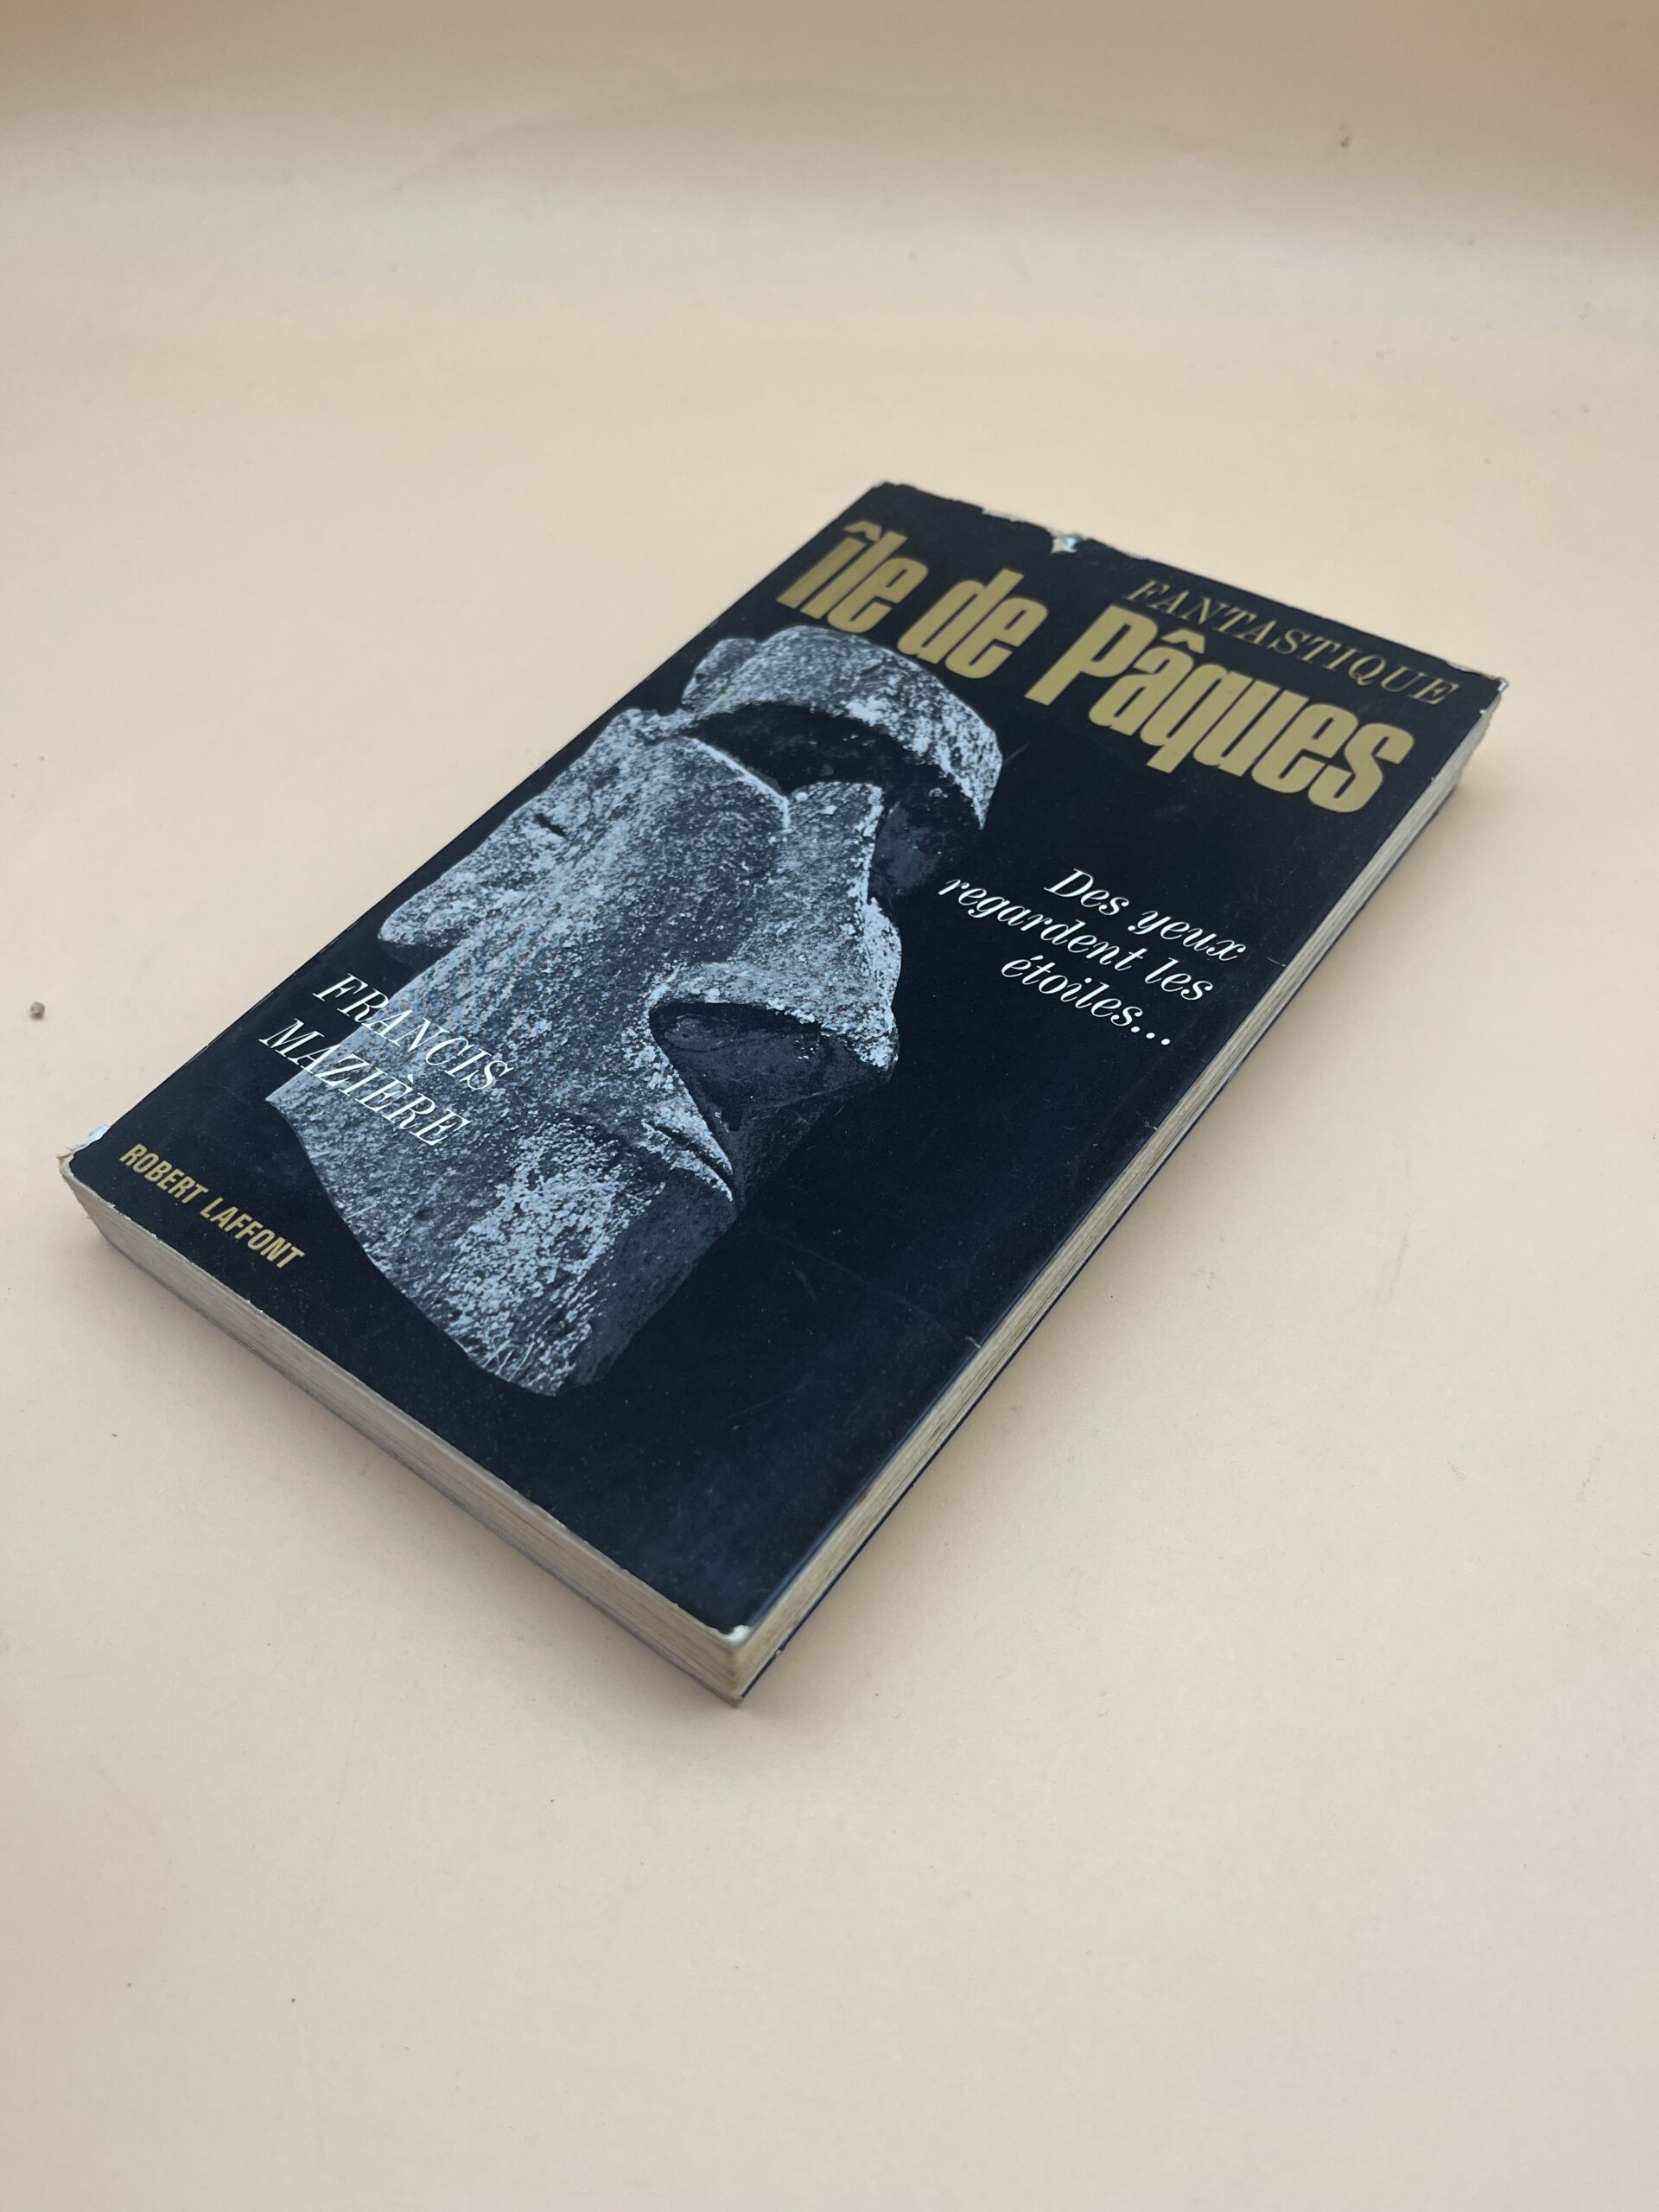 FANTASTIQUE
île de Pâques
Des yeux
regardent les
étoiles...
FRANCIS
MAZIÈRE
ROBERT LAFFONT